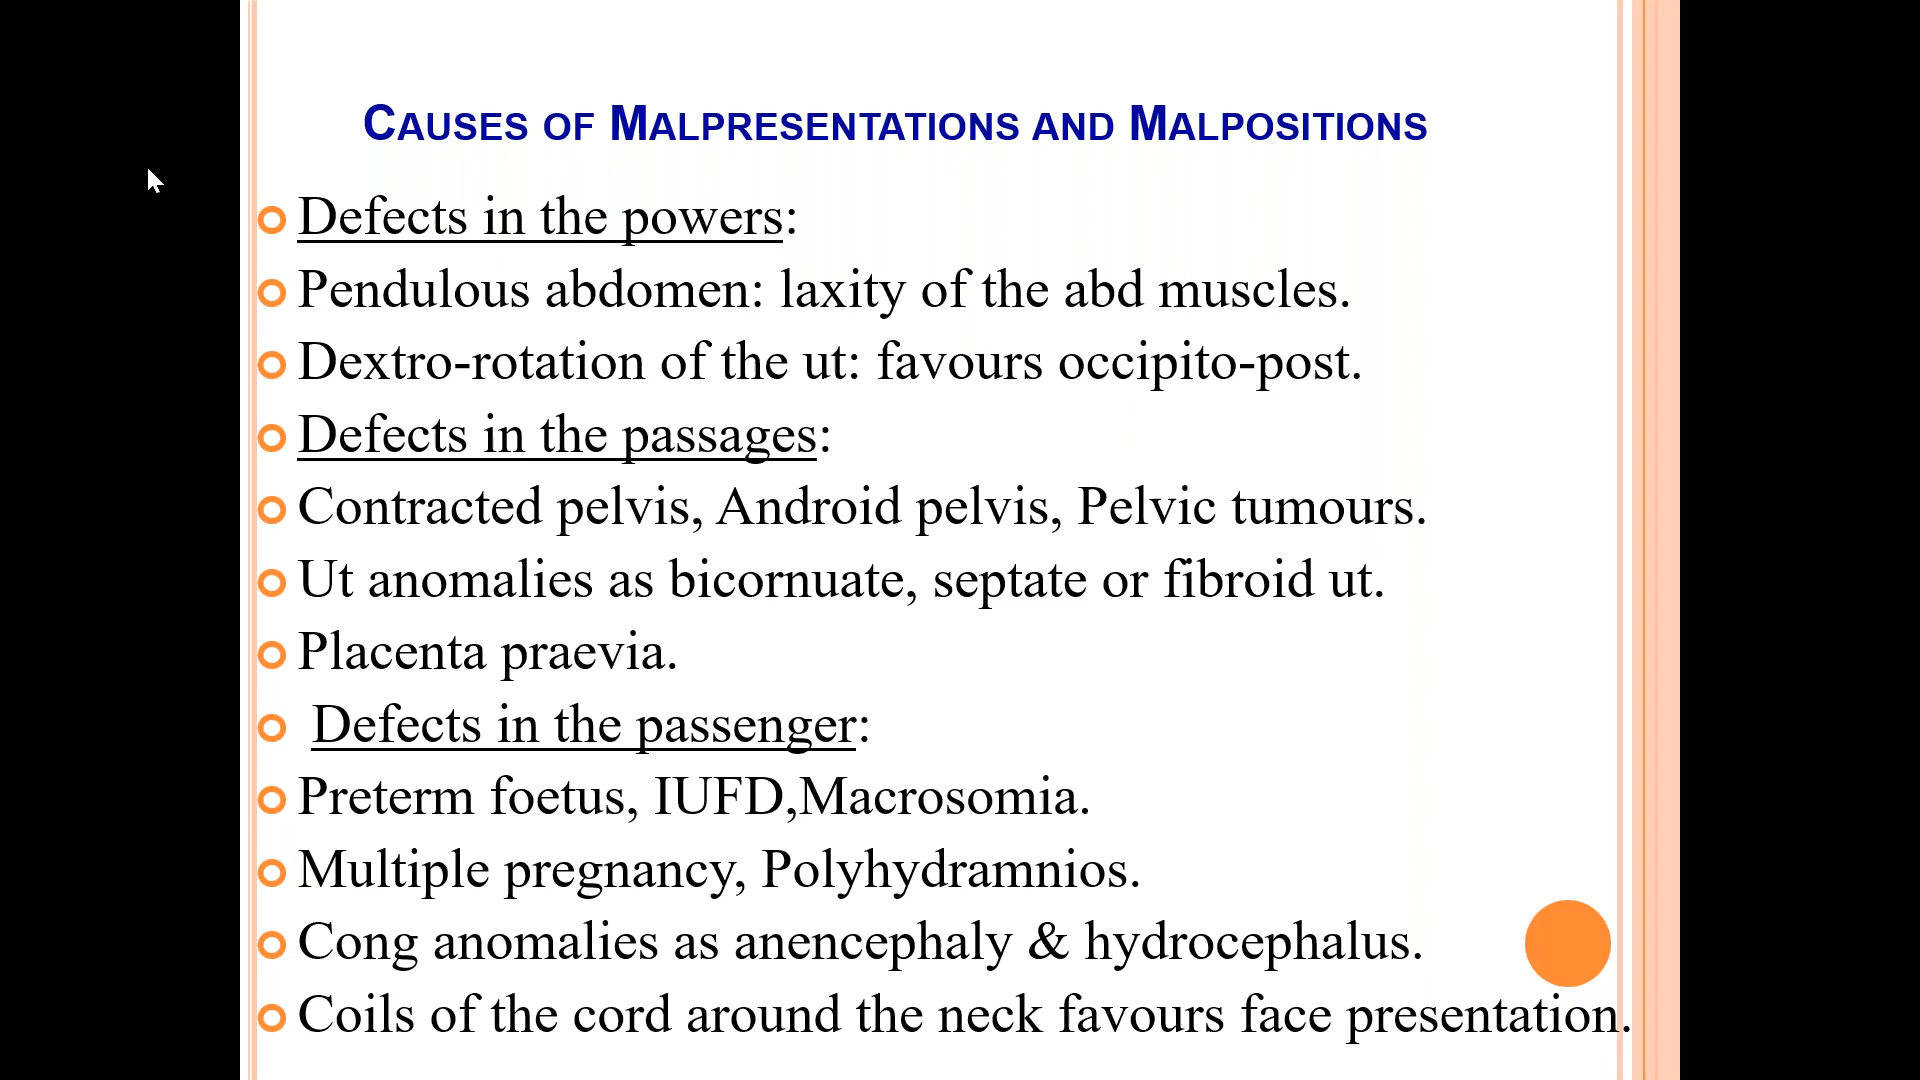 Causes of Malpresentations and Malpositions
Defects in the powers:
Pendulous abdomen: laxity of the abd muscles.
Dextro-rotation of the ut: favours occipito-post.
Defects in the passages:
Contracted pelvis, Android pelvis, Pelvic tumours.
Ut anomalies as bicornuate, septate or fibroid ut.
Placenta praevia.
Defects in the passenger:
Preterm foetus, IUFD,Macrosomia.
Multiple pregnancy, Polyhydramnios.
Cong anomalies as anencephaly & hydrocephalus.
Coils of the cord around the neck favours face presentation.